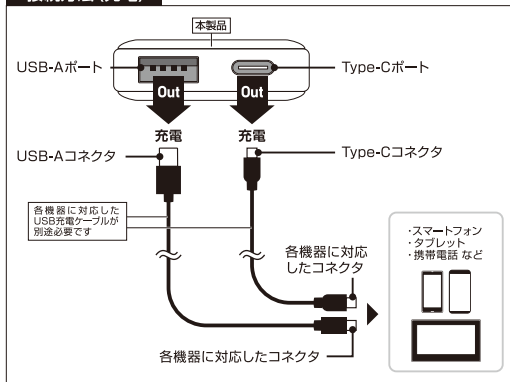 本製品
USB-Aポート
Type-Cポート
Out
Out
充電
充電
USB-Aコネクタ
Type-Cコネクタ
各機器に対応した
USB充電ケーブルが
別途必要です
各機器に対応
したコネクタ
・スマートフォン
・タブレット
・携帯電話 など
各機器に対応したコネクタ